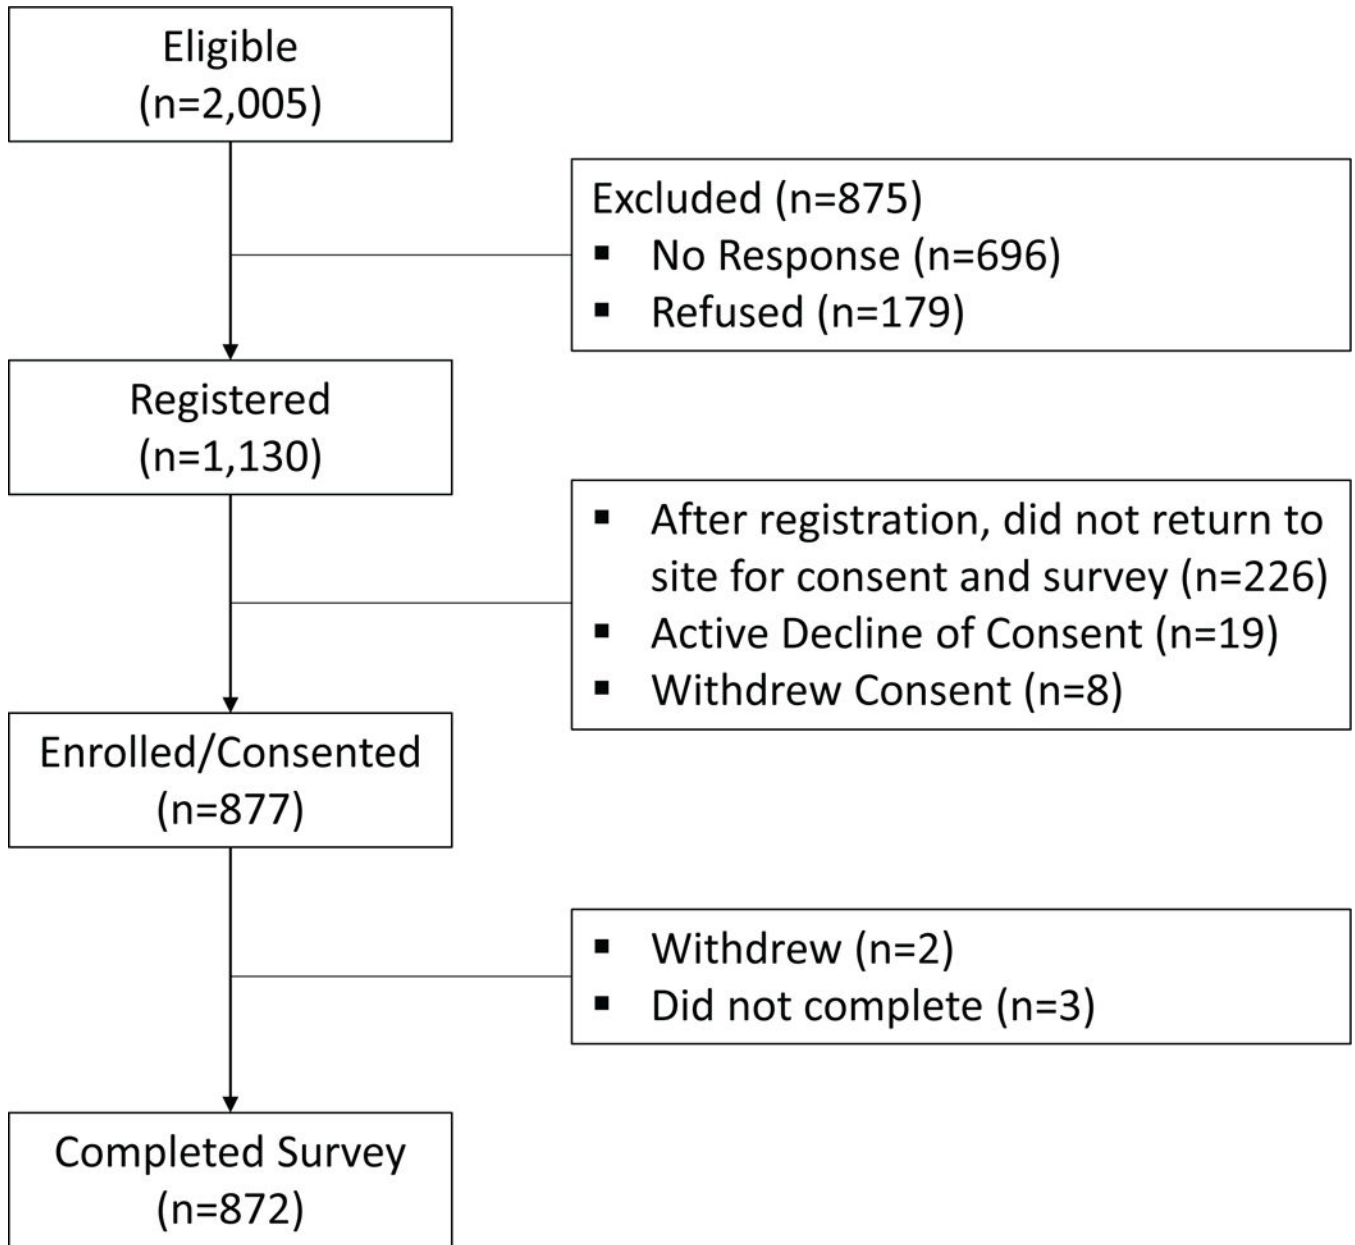 Eligible
(n=2,005)
Excluded (n=875)
▪ No Response (n=696)
▪ Refused (n=179)
Registered
(n=1,130)
▪ After registration, did not return to
site for consent and survey (n=226)
▪ Active Decline of Consent (n=19)
▪ Withdrew Consent (n=8)
Enrolled/Consented
(n=877)
▪ Withdrew (n=2)
▪ Did not complete (n=3)
Completed Survey
(n=872)